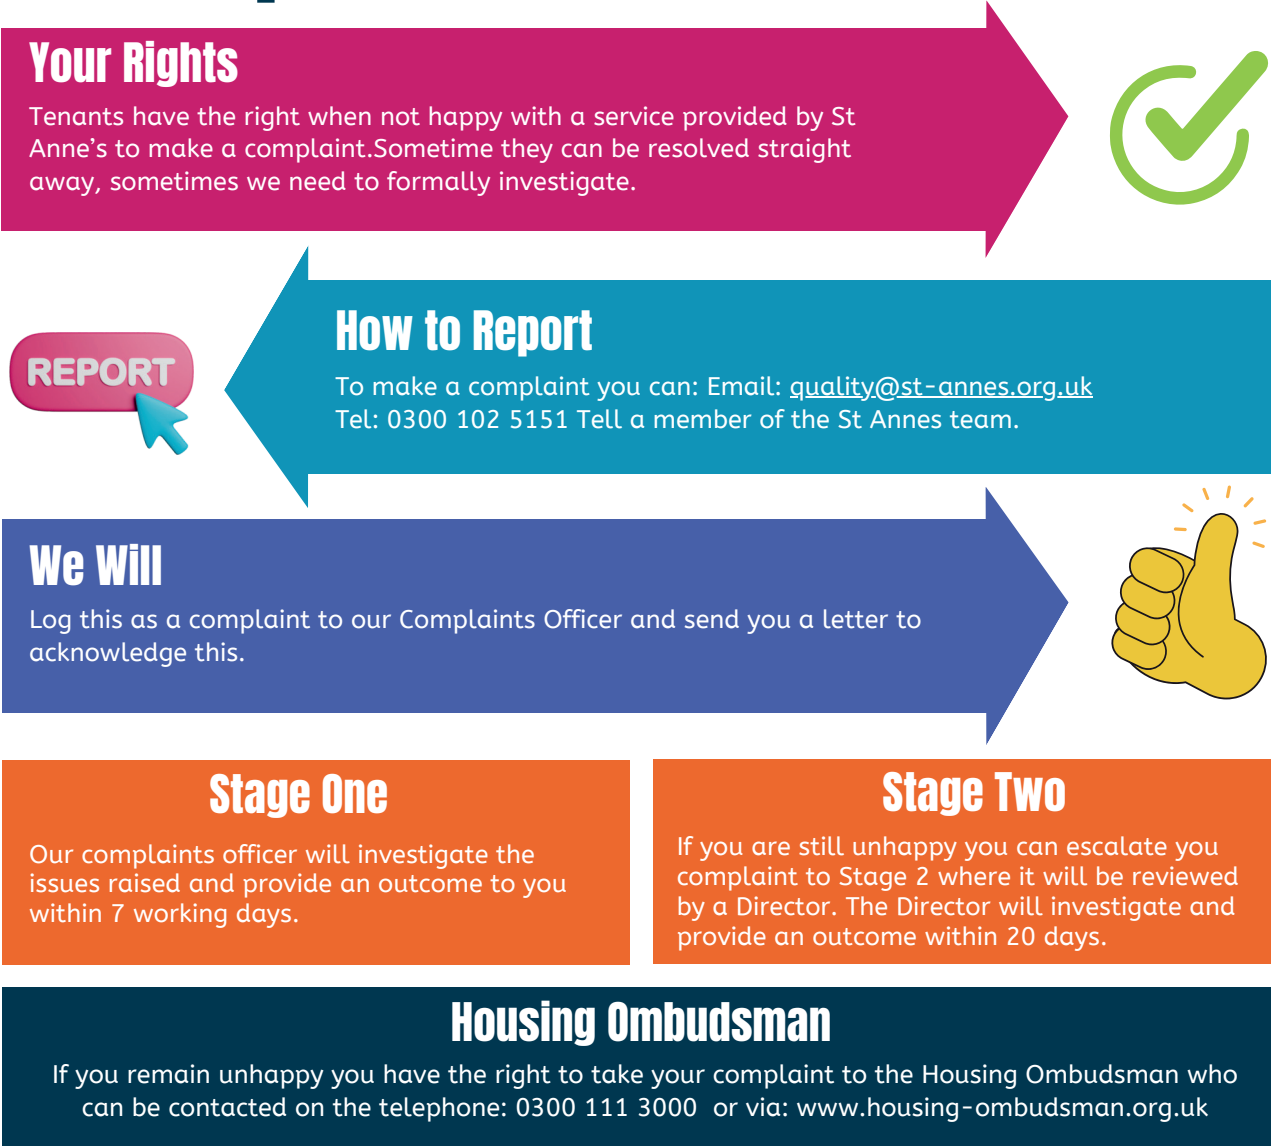 Your Rights
Tenants have the right when not happy with a service provided by St
Anne's to make a complaint.Sometime they can be resolved straight
away, sometimes we need to formally investigate.
REPORT
How to Report
To make a complaint you can: Email: quality@st-annes.org.uk
Tel: 0300 102 5151 Tell a member of the St Annes team.
We Will
Log this as a complaint to our Complaints Officer and send you a letter to
acknowledge this.
Stage One
Our complaints officer will investigate the
issues raised and provide an outcome to you
within 7 working days.
Stage Two
If you are still unhappy you can escalate you
complaint to Stage 2 where it will be reviewed
by a Director. The Director will investigate and
provide an outcome within 20 days.
Housing Ombudsman
If you remain unhappy you have the right to take your complaint to the Housing Ombudsman who
can be contacted on the telephone: 0300 111 3000 or via: www.housing-ombudsman.org.uk